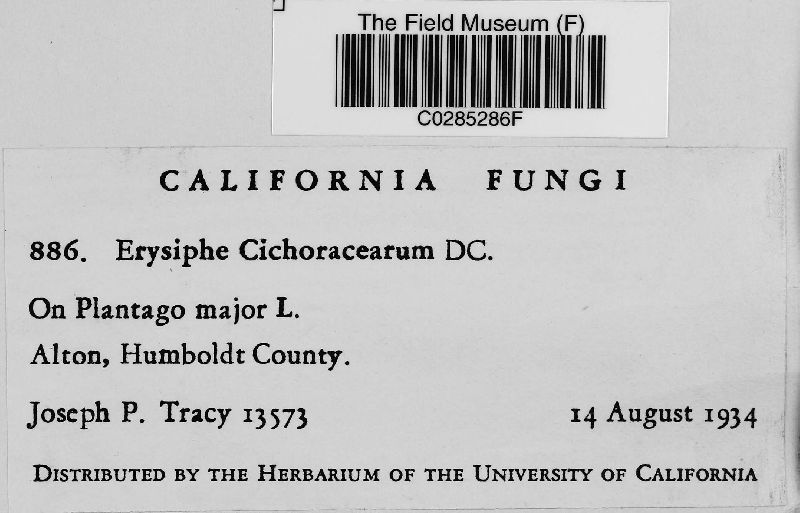 The Field Museum (F)
C0285286F
CALIFORNIA FUNGI
886. Erysiphe Cichoracearum DC.
On Plantago major L.
Alton, Humboldt County.
Joseph P. Tracy 13573 14 August 1934
DISTRIBUTED BY THE HERBARIUM OF THE UNIVERSITY OF CALIFORNIA